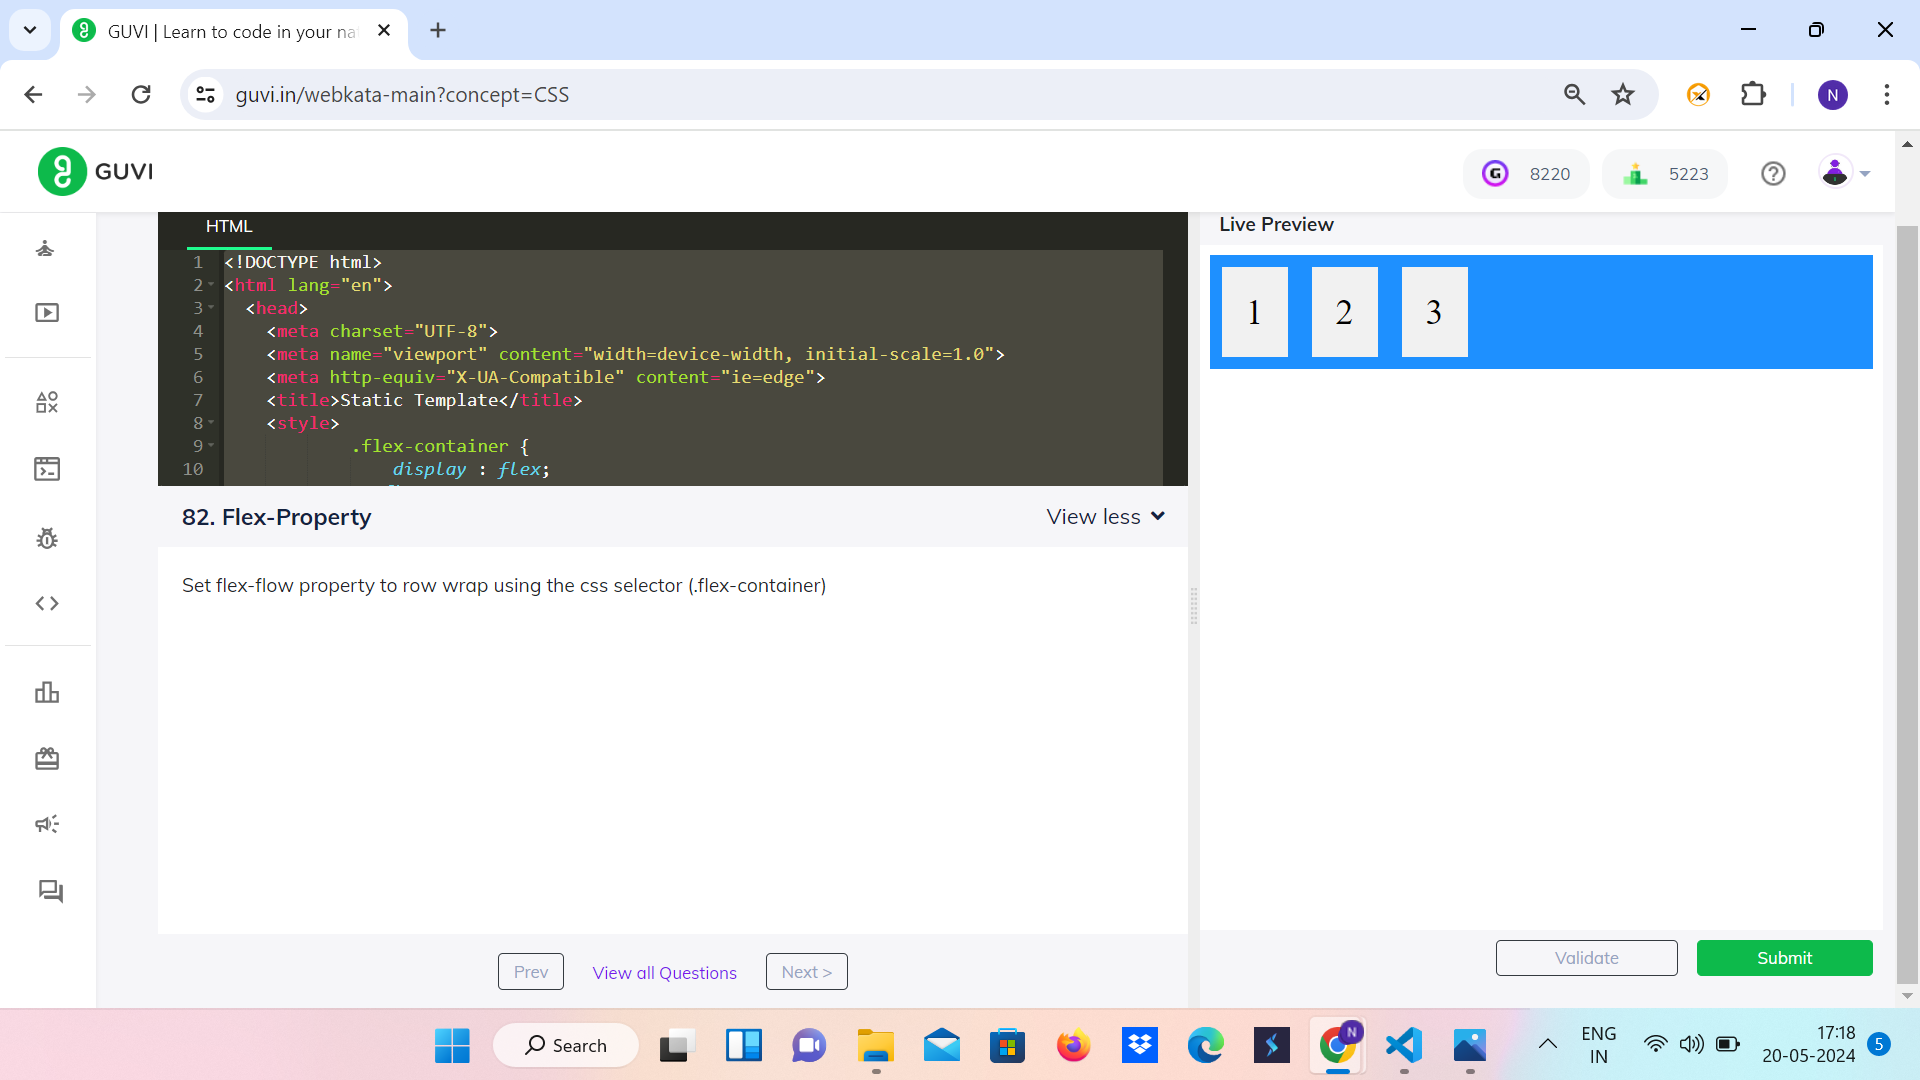 GUVI | Learn to code in your na
guvi.in/webkata-main?concept=CSS
N
GUVI
8220
5223
HTML
Live Preview
1 <!DOCTYPE html>
2 <html lang="en">
3 <head>
4 <meta charset="UTF-8">
5 <meta name="viewport" content="width=device-width, initial-scale=1.0">
6 <meta http-equiv="X-UA-Compatible" content="ie=edge">
7 <title>Static Template</title>
8 <style>
9 .flex-container {
10 display : flex;
1 2 3
82. Flex-Property
View less
Set flex-flow property to row wrap using the css selector (.flex-container)
Prev
View all Questions
Next >
Validate
Submit
Search
N
ENG
IN
17:18
20-05-2024
5